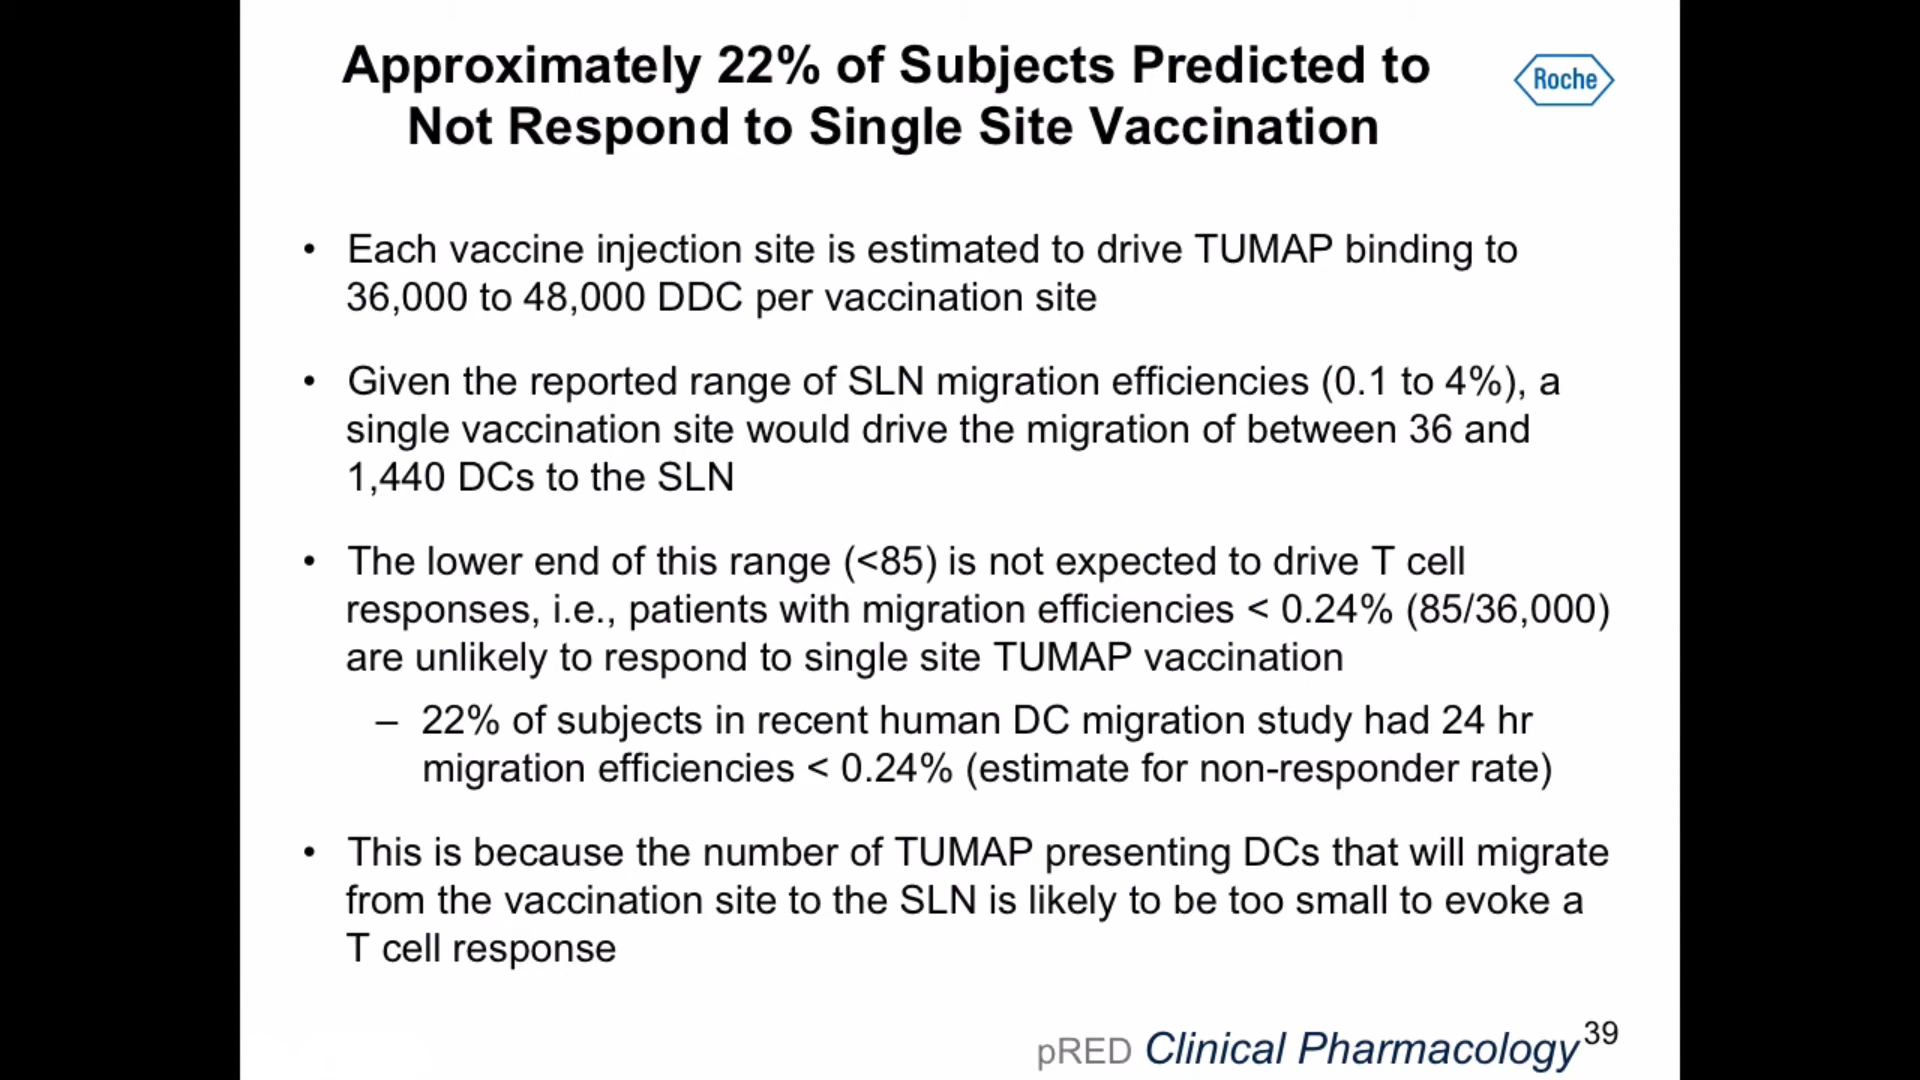 Approximately 22% of Subjects Predicted to
Not Respond to Single Site Vaccination
Roche
• Each vaccine injection site is estimated to drive TUMAP binding to
36,000 to 48,000 DDC per vaccination site
• Given the reported range of SLN migration efficiencies (0.1 to 4%), a
single vaccination site would drive the migration of between 36 and
1,440 DCs to the SLN
• The lower end of this range (<85) is not expected to drive T cell
responses, i.e., patients with migration efficiencies < 0.24% (85/36,000)
are unlikely to respond to single site TUMAP vaccination
– 22% of subjects in recent human DC migration study had 24 hr
migration efficiencies < 0.24% (estimate for non-responder rate)
• This is because the number of TUMAP presenting DCs that will migrate
from the vaccination site to the SLN is likely to be too small to evoke a
T cell response
pRED Clinical Pharmacology 39